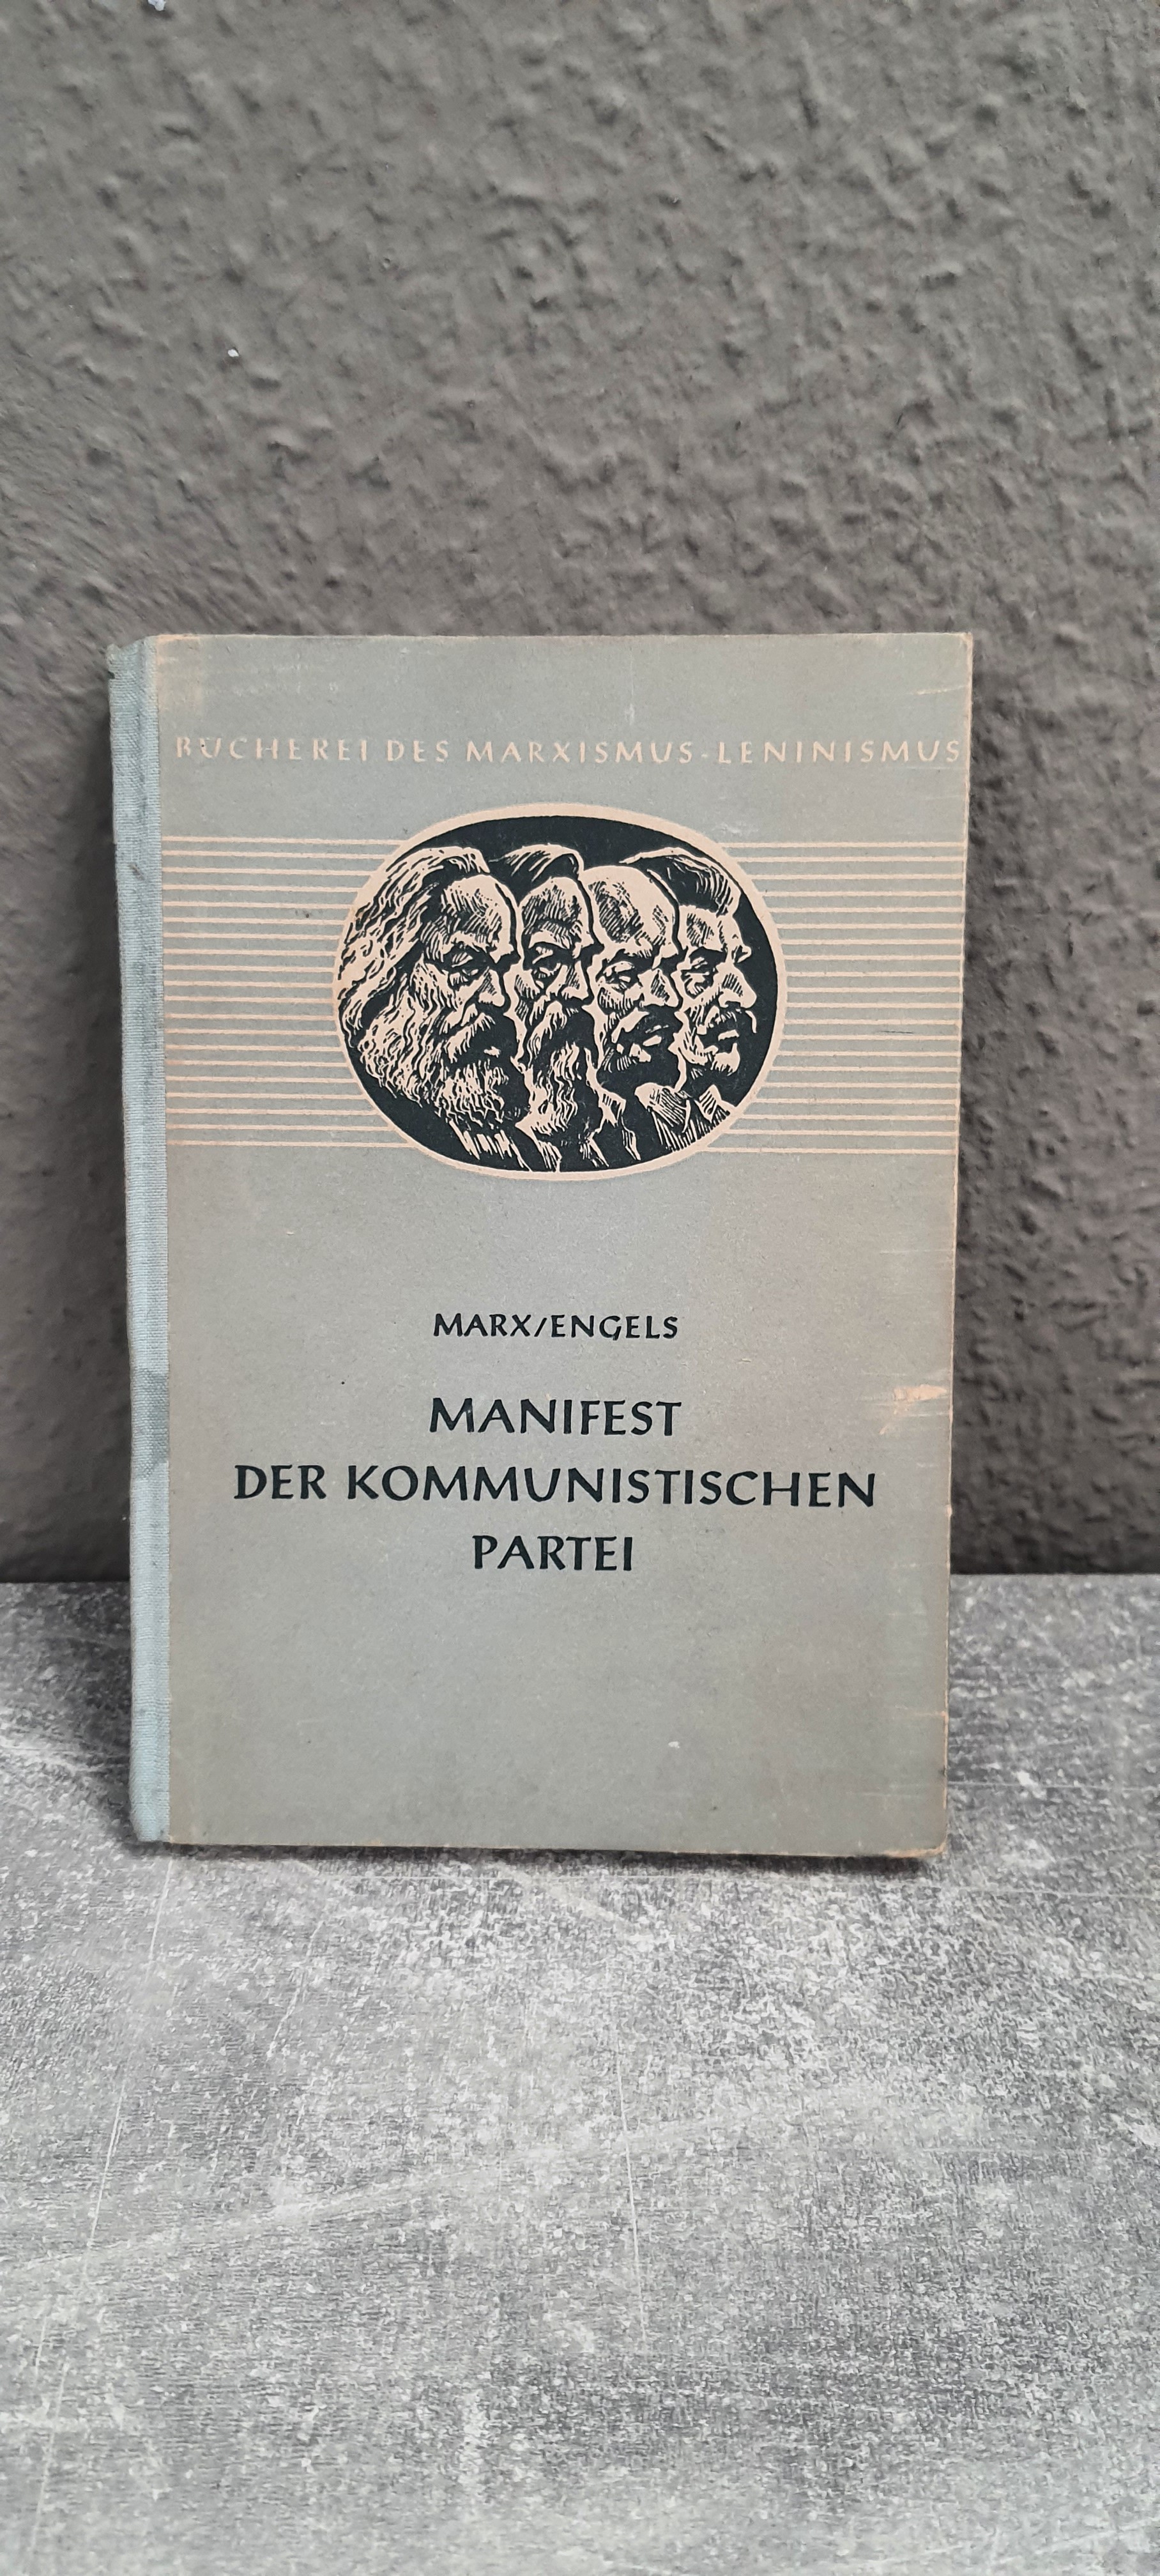 BÜCHEREI DES MARXISMUS-LENINISMUS
MARX/ENGELS
MANIFEST
DER KOMMUNISTISCHEN
PARTEI